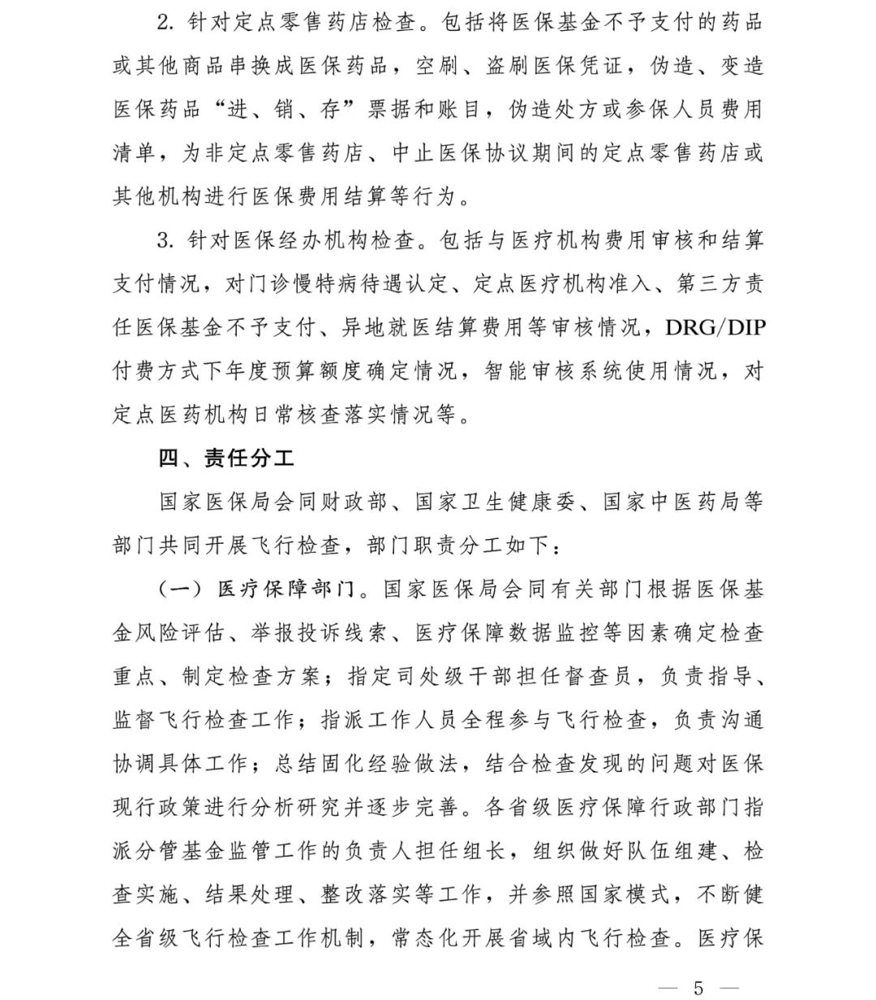 2. 针对定点零售药店检查。包括将医保基金不予支付的药品
或其他商品串换成医保药品，空刷、盗刷医保凭证，伪造、变造
医保药品“进、销、存”票据和账目，伪造处方或参保人员费用
清单，为非定点零售药店、中止医保协议期间的定点零售药店或
其他机构进行医保费用结算等行为。
3. 针对医保经办机构检查。包括与医疗机构费用审核和结算
支付情况，对门诊慢特病待遇认定、定点医疗机构准入、第三方责
任医保基金不予支付、异地就医结算费用等审核情况，DRG/DIP
付费方式下年度预算额度确定情况，智能审核系统使用情况，对
定点医药机构日常核查落实情况等。
四、责任分工
国家医保局会同财政部、国家卫生健康委、国家中医药局等
部门共同开展飞行检查，部门职责分工如下：
（一）医疗保障部门。国家医保局会同有关部门根据医保基
金风险评估、举报投诉线索、医疗保障数据监控等因素确定检查
重点、制定检查方案；指定司处级干部担任督查员，负责指导、
监督飞行检查工作；指派工作人员全程参与飞行检查，负责沟通
协调具体工作；总结固化经验做法，结合检查发现的问题对医保
现行政策进行分析研究并逐步完善。各省级医疗保障行政部门指
派分管基金监管工作的负责人担任组长，组织做好队伍组建、检
查实施、结果处理、整改落实等工作，并参照国家模式，不断健
全省级飞行检查工作机制，常态化开展省域内飞行检查。医疗保
— 5 —